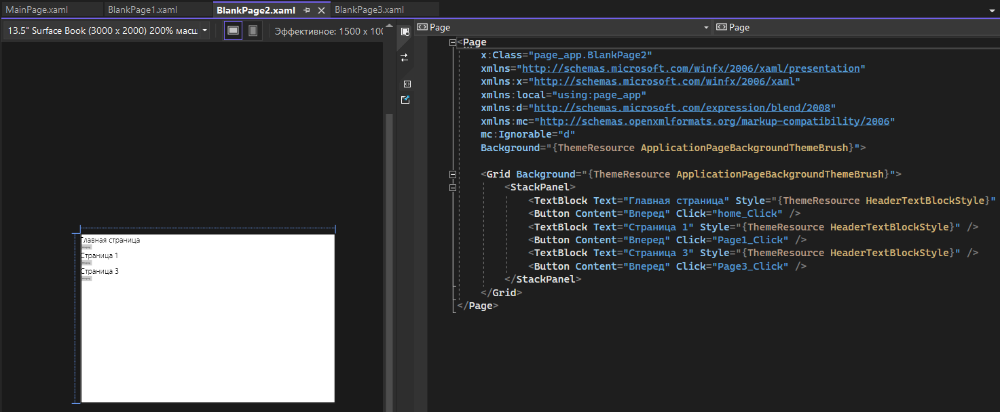 MainPage.xaml
BlankPage1.xaml
BlankPage2.xaml
BlankPage3.xaml
13.5" Surface Book (3000 x 2000) 200% масш
Эффективное: 1500 x 100
Page
Page
<Page
x:Class="page_app.BlankPage2"
xmlns="http://schemas.microsoft.com/winfx/2006/xaml/presentation"
xmlns:x="http://schemas.microsoft.com/winfx/2006/xaml"
xmlns:local="using:page_app"
xmlns:d="http://schemas.microsoft.com/expression/blend/2008"
xmlns:mc="http://schemas.openxmlformats.org/markup-compatibility/2006"
mc:Ignorable="d"
Background="{ThemeResource ApplicationPageBackgroundThemeBrush}">
<Grid Background="{ThemeResource ApplicationPageBackgroundThemeBrush}">
<StackPanel>
<TextBlock Text="Главная страница" Style="{ThemeResource HeaderTextBlockStyle}"
<Button Content="Вперед" Click="home_Click" />
<TextBlock Text="Страница 1" Style="{ThemeResource HeaderTextBlockStyle}" />
<Button Content="Вперед" Click="Page1_Click" />
<TextBlock Text="Страница 3" Style="{ThemeResource HeaderTextBlockStyle}" />
<Button Content="Вперед" Click="Page3_Click" />
</StackPanel>
</Grid>
</Page>
Главная страница
Страница 1
Страница 3